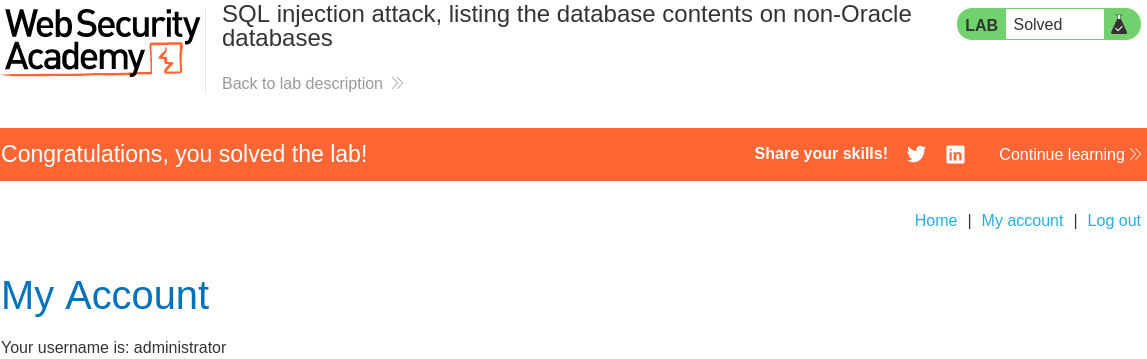 Web Security
Academy
SQL injection attack, listing the database contents on non-Oracle
databases
Back to lab description
LAB Solved
Congratulations, you solved the lab!
Share your skills!
Continue learning
Home | My account | Log out
My Account
Your username is: administrator